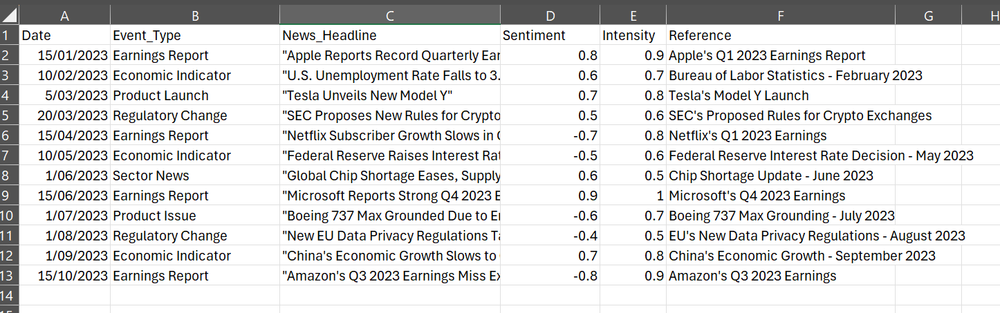 A B C D E F G H
1 Date Event_Type News_Headline Sentiment Intensity Reference
2 15/01/2023 Earnings Report "Apple Reports Record Quarterly Ear 0.8 0.9 Apple's Q1 2023 Earnings Report
3 10/02/2023 Economic Indicator "U.S. Unemployment Rate Falls to 3. 0.6 0.7 Bureau of Labor Statistics - February 2023
4 5/03/2023 Product Launch "Tesla Unveils New Model Y" 0.7 0.8 Tesla's Model Y Launch
5 20/03/2023 Regulatory Change "SEC Proposes New Rules for Crypto 0.5 0.6 SEC's Proposed Rules for Crypto Exchanges
6 15/04/2023 Earnings Report "Netflix Subscriber Growth Slows in -0.7 0.8 Netflix's Q1 2023 Earnings
7 10/05/2023 Economic Indicator "Federal Reserve Raises Interest Rat -0.5 0.6 Federal Reserve Interest Rate Decision - May 2023
8 1/06/2023 Sector News "Global Chip Shortage Eases, Supply 0.6 0.5 Chip Shortage Update - June 2023
9 15/06/2023 Earnings Report "Microsoft Reports Strong Q4 2023 E 0.9 1 Microsoft's Q4 2023 Earnings
10 1/07/2023 Product Issue "Boeing 737 Max Grounded Due to -0.6 0.7 Boeing 737 Max Grounding - July 2023
11 1/08/2023 Regulatory Change "New EU Data Privacy Regulations -0.4 0.5 EU's New Data Privacy Regulations - August 2023
12 1/09/2023 Economic Indicator "China's Economic Growth Slows to 0.7 0.8 China's Economic Growth - September 2023
13 15/10/2023 Earnings Report "Amazon's Q3 2023 Earnings Miss -0.8 0.9 Amazon's Q3 2023 Earnings
14